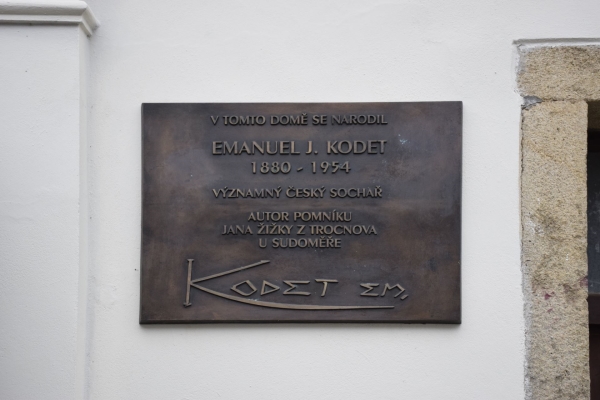 V TOMTO DOMĚ SE NARODIL
EMANUEL J. KODET
1880 - 1954
VÝZNAMNÝ ČESKÝ SOCHAŘ
AUTOR POMNÍKU
JANA ŽIŽKY Z TROCNOVA
U SUDOMĚŘE
KODET EM.